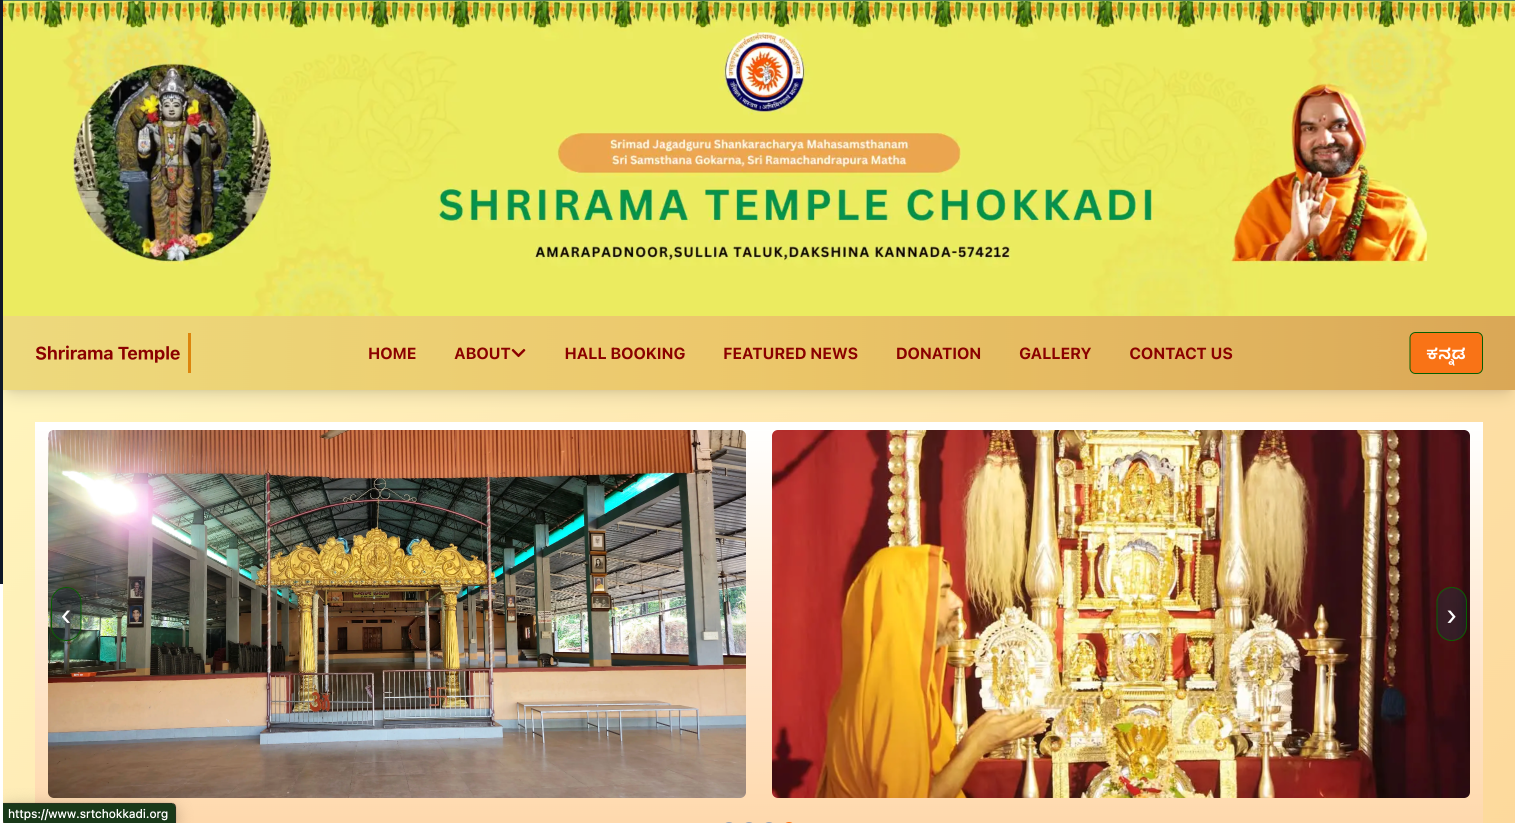 Srimad Jagadguru Shankaracharya Mahasamsthanam
Sri Samsthana Gokarna, Sri Ramachandrapura Matha
SHRIRAMA TEMPLE CHOKKADI
AMARAPADNOOR,SULLIA TALUK,DAKSHINA KANNADA-574212
Shrirama Temple
HOME ABOUT HALL BOOKING FEATURED NEWS DONATION GALLERY CONTACT US
ಕನ್ನಡ
https://www.srtchokkadi.org